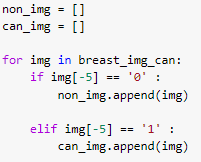 non_img = []
can_img = []
for img in breast_img_can:
if img[-5] == '0' :
non_img.append(img)
elif img[-5] == '1' :
can_img.append(img)